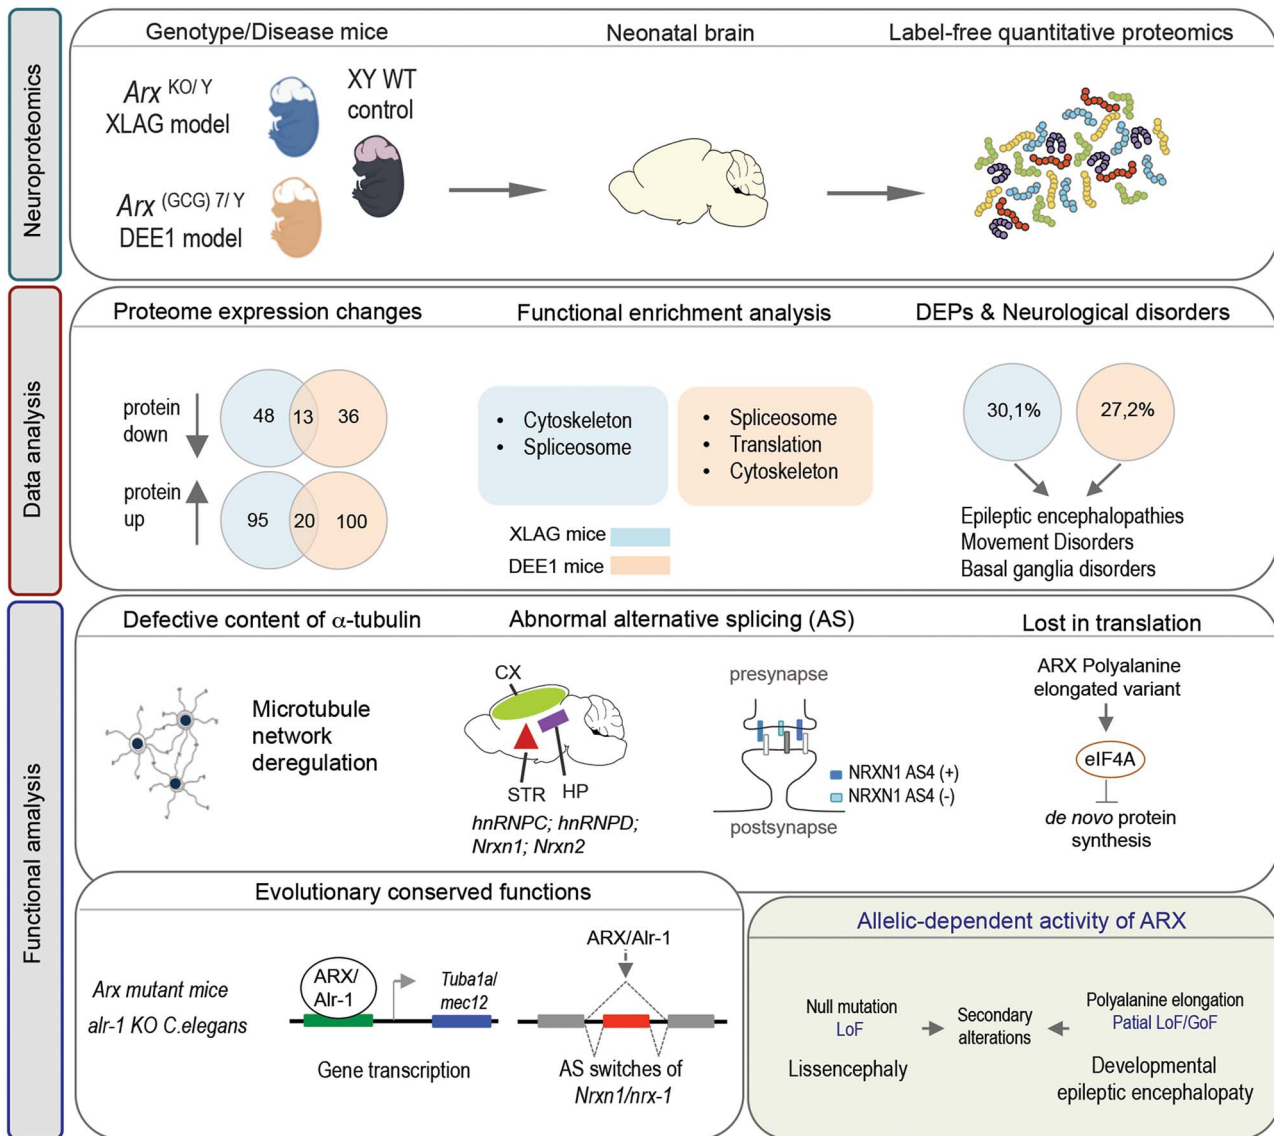 Neuroproteomics
Genotype/Disease mice
Neonatal brain
Label-free quantitative proteomics
Arx KO/ Y
XLAG model
XY WT
control
Arx (GCG) 7/ Y
DEE1 model
Data analysis
Proteome expression changes
Functional enrichment analysis
DEPs & Neurological disorders
protein
down
48
13
36
protein
up
95
20
100
• Cytoskeleton
• Spliceosome
• Spliceosome
• Translation
• Cytoskeleton
XLAG mice
DEE1 mice
30,1%
27,2%
Epileptic encephalopathies
Movement Disorders
Basal ganglia disorders
Functional amalysis
Defective content of α-tubulin
Abnormal alternative splicing (AS)
Lost in translation
Microtubule
network
deregulation
CX
STR
HP
hnRNPC; hnRNPD;
Nrxn1; Nrxn2
presynapse
NRXN1 AS4 (+)
NRXN1 AS4 (-)
postsynapse
ARX Polyalanine
elongated variant
eIF4A
de novo protein
synthesis
Evolutionary conserved functions
Arx mutant mice
alr-1 KO C.elegans
ARX/
Alr-1
Tuba1a/
mec12
Gene transcription
ARX/Alr-1
AS switches of
Nrxn1/nrx-1
Allelic-dependent activity of ARX
Null mutation
LoF
Lissencephaly
Secondary
alterations
Polyalanine elongation
Patial LoF/GoF
Developmental
epileptic encephalopaty